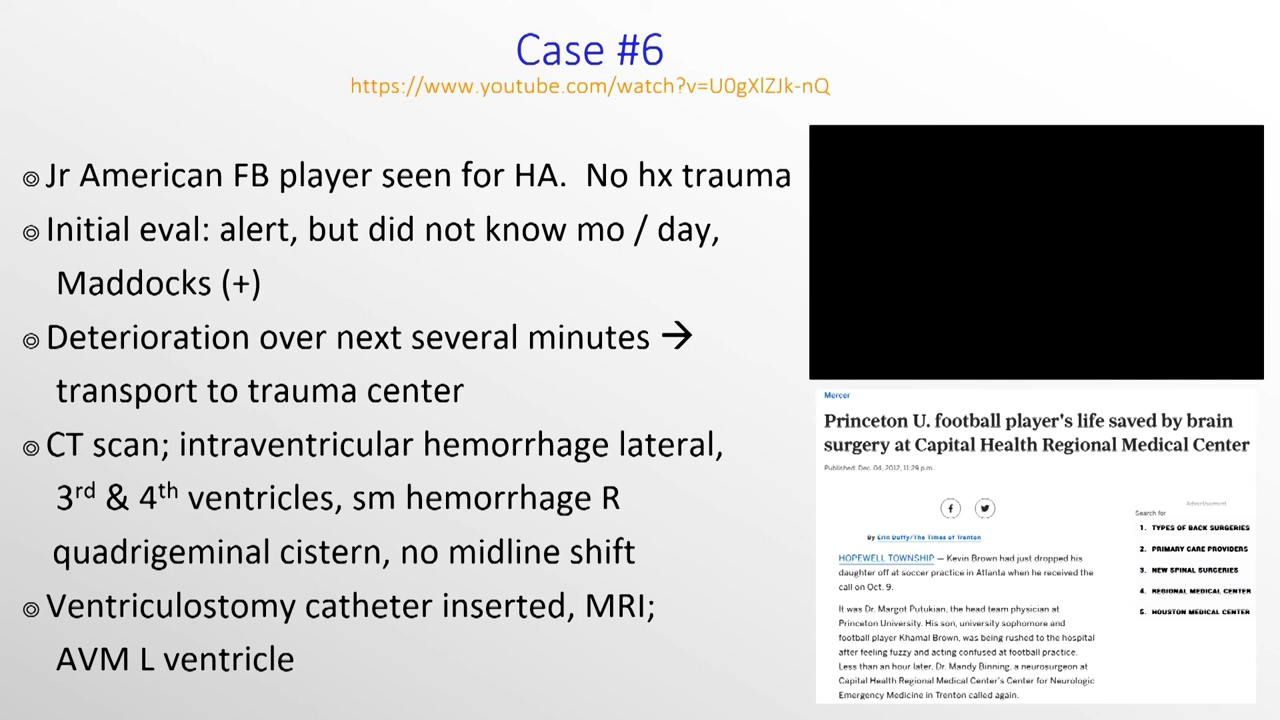 Case #6
https://www.youtube.com/watch?v=U0gXlZJk-nQ
◎ Jr American FB player seen for HA.  No hx trauma
◎ Initial eval: alert, but did not know mo / day,
Maddocks (+)
◎ Deterioration over next several minutes →
transport to trauma center
◎ CT scan; intraventricular hemorrhage lateral,
3rd & 4th ventricles, sm hemorrhage R
quadrigeminal cistern, no midline shift
◎ Ventriculostomy catheter inserted, MRI;
AVM L ventricle
Mercer
Princeton U. football player's life saved by brain
surgery at Capital Health Regional Medical Center
Published: Dec. 04, 2012, 11:29 p.m.
By Erin Duffy/The Times of Trenton
HOPEWELL TOWNSHIP — Kevin Brown had just dropped his
daughter off at soccer practice in Atlanta when he received the
call on Oct. 9.
It was Dr. Margot Putukian, the head team physician at
Princeton University. His son, university sophomore and
football player Khamal Brown, was being rushed to the hospital
after feeling fuzzy and acting confused at football practice.
Less than an hour later, Dr. Mandy Binning, a neurosurgeon at
Capital Health Regional Medical Center's Center for Neurologic
Emergency Medicine in Trenton called again.
Advertisement
Search for
1. TYPES OF BACK SURGERIES
2. PRIMARY CARE PROVIDERS
3. NEW SPINAL SURGERIES
4. REGIONAL MEDICAL CENTER
5. HOUSTON MEDICAL CENTER